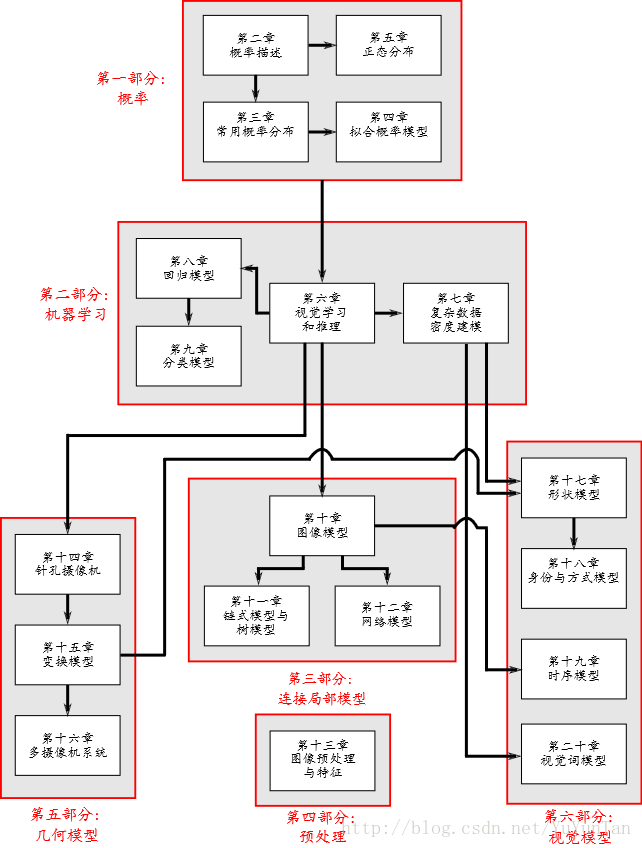 第一部分:
概率
第二章
概率描述
第五章
正态分布
第三章
常用概率分布
第四章
拟合概率模型
第二部分:
机器学习
第八章
回归模型
第六章
视觉学习
和推理
第七章
复杂数据
密度建模
第九章
分类模型
第十章
图像模型
第十一章
链式模型与
树模型
第十二章
网络模型
第三部分:
连接局部模型
第十三章
图像预处理
与特征
第四部分:
预处理
第十四章
针孔摄像机
第十五章
变换模型
第十六章
多摄像机系统
第五部分:
几何模型
第十七章
形状模型
第十八章
身份与方式模型
第十九章
时序模型
第二十章
视觉词模型
第六部分:
视觉模型